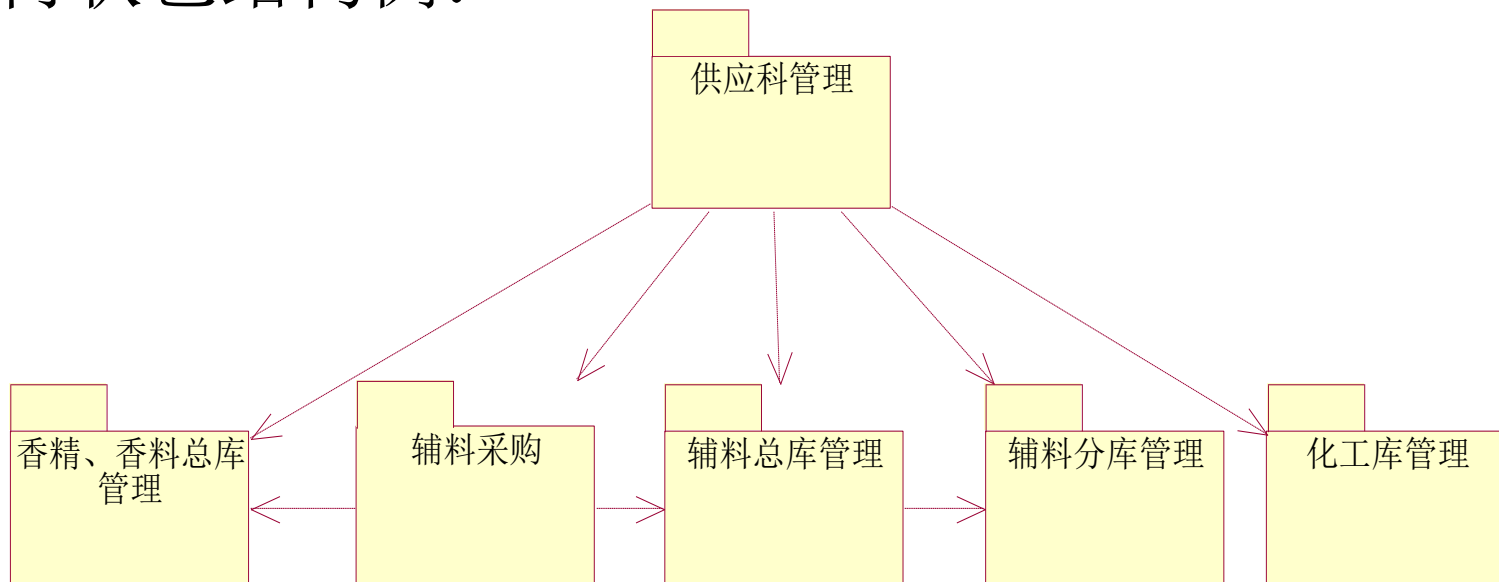 供应科管理
香精、香料总库
管理
辅料采购
辅料总库管理
辅料分库管理
化工库管理